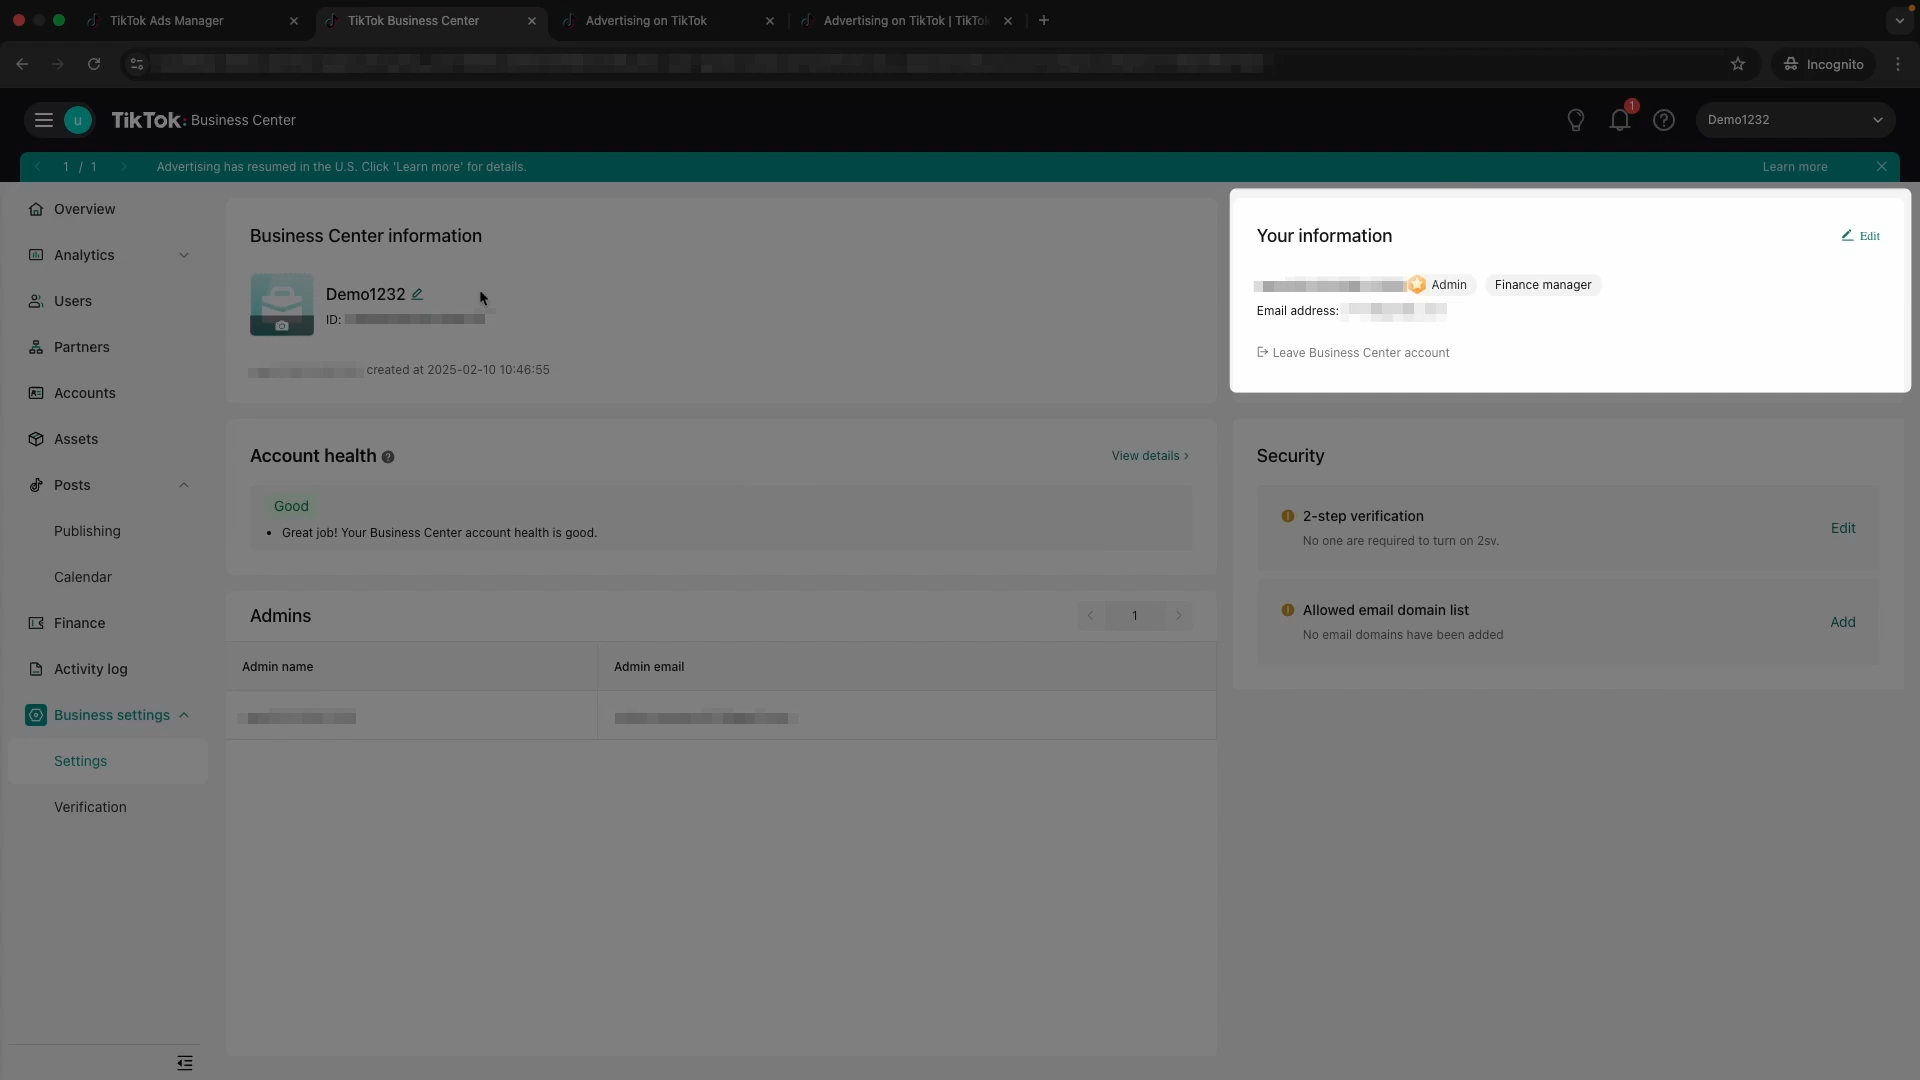 TikTok Ads Manager
TikTok Business Center
Advertising on TikTok
Advertising on TikTok | TikTok
Incognito
u
TikTok: Business Center
1
Demo1232
1 / 1
Advertising has resumed in the U.S. Click 'Learn more' for details.
Learn more
Overview
Analytics
Users
Partners
Accounts
Assets
Posts
Publishing
Calendar
Finance
Activity log
Business settings
Settings
Verification
Business Center information
Demo1232
ID:
created at 2025-02-10 10:46:55
Your information
Edit
Admin
Finance manager
Email address:
Leave Business Center account
Account health
View details
Good
Great job! Your Business Center account health is good.
Security
2-step verification
No one are required to turn on 2sv.
Edit
Allowed email domain list
No email domains have been added
Add
Admins
1
Admin name
Admin email